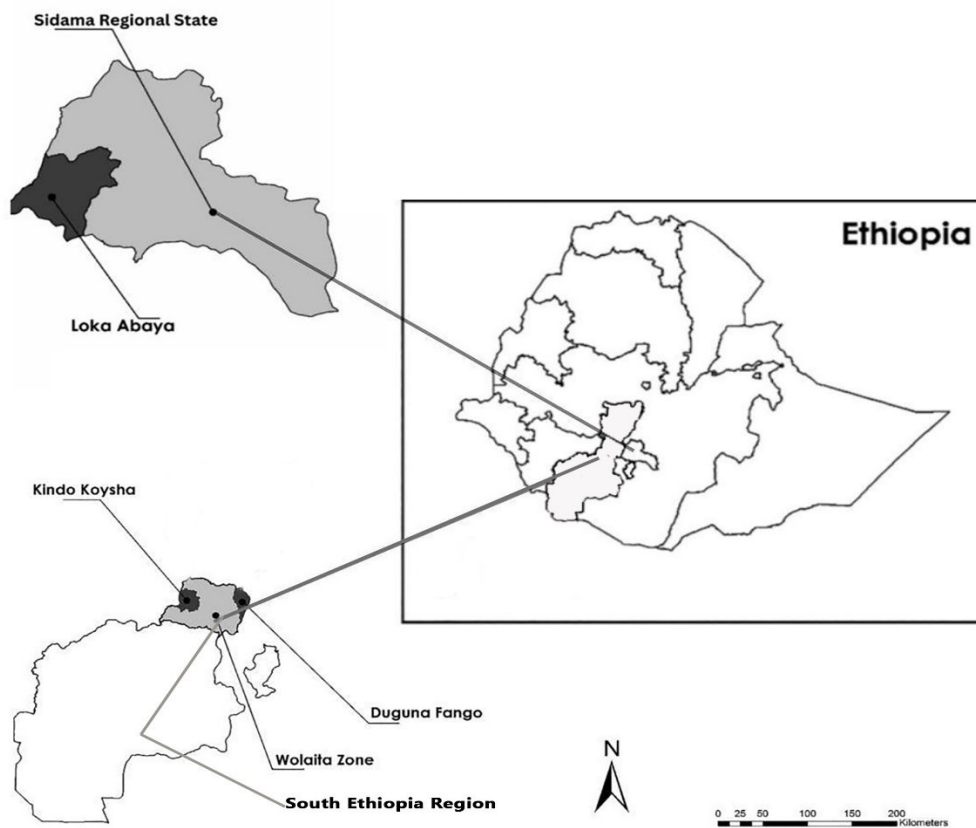 Sidama Regional State
Loka Abaya
Ethiopia
Kindo Koysha
Duguna Fango
Wolaita Zone
South Ethiopia Region
N
0 25 50 100 150 200
Kilometers